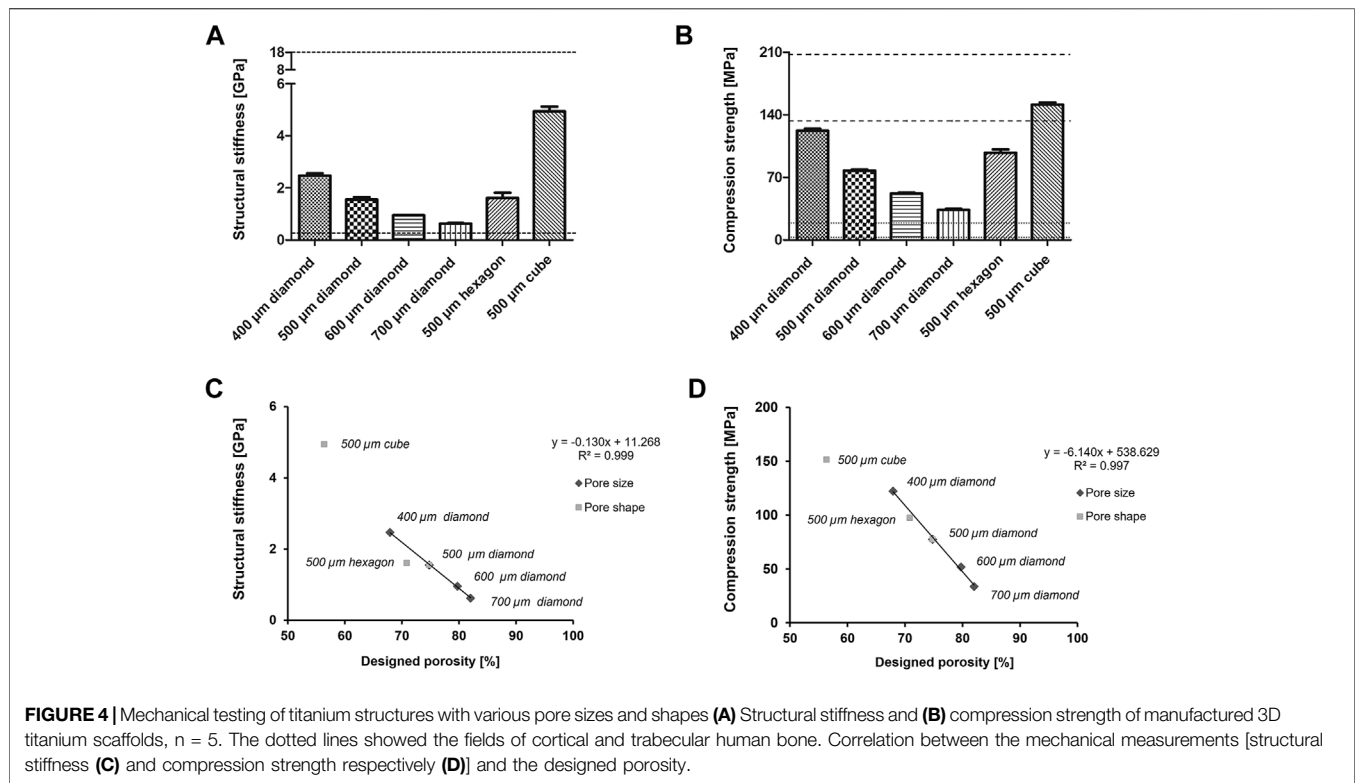 A
Structural stiffness [GPa]
18
8
6
4
2
0
400 µm diamond
500 µm diamond
600 µm diamond
700 µm diamond
500 µm hexagon
500 µm cube
B
Compression strength [MPa]
210
140
70
0
400 µm diamond
500 µm diamond
600 µm diamond
700 µm diamond
500 µm hexagon
500 µm cube
C
Structural stiffness [GPa]
6
4
2
0
50 60 70 80 90 100
Designed porosity [%]
500 µm cube
400 µm diamond
500 µm hexagon
500 µm diamond
600 µm diamond
700 µm diamond
y = -0.130x + 11.268
R² = 0.999
Pore size
Pore shape
D
Compression strength [MPa]
200
150
100
50
0
50 60 70 80 90 100
Designed porosity [%]
500 µm cube
400 µm diamond
500 µm hexagon
500 µm diamond
600 µm diamond
700 µm diamond
y = -6.140x + 538.629
R² = 0.997
Pore size
Pore shape
FIGURE 4 | Mechanical testing of titanium structures with various pore sizes and shapes (A) Structural stiffness and (B) compression strength of manufactured 3D
titanium scaffolds, n = 5. The dotted lines showed the fields of cortical and trabecular human bone. Correlation between the mechanical measurements [structural
stiffness (C) and compression strength respectively (D)] and the designed porosity.